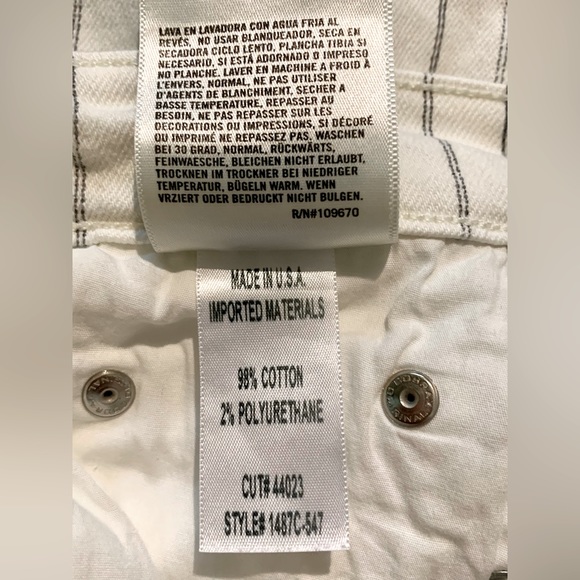 LAVA EN LAVADORA CON AGUA FRIA AL
REVÉS, NO USAR BLANQUEADOR, SECA EN
SECADORA CICLO LENTO, PLANCHA TIBIA SI
NECESARIO, SI ESTÁ ADORNADO O IMPRESO
NO PLANCHE. LAVER EN MACHINE A FROID À
L'ENVERS, NORMAL, NE PAS UTILISER
D'AGENTS DE BLANCHIMENT, SECHER A
BASSE TEMPERATURE, REPASSER AU
BESOIN, NE PAS REPASSER SUR LES
DECORATIONS OU IMPRESSIONS, SI DÉCORÉ
OU IMPRIMÉ NE REPASSEZ PAS. WASCHEN
BEI 30 GRAD, NORMAL, RÜCKWÄRTS,
FEINWAESCHE, BLEICHEN NICHT ERLAUBT,
TROCKNEN IM TROCKNER BEI NIEDRIGER
TEMPERATUR, BÜGELN WARM. WENN
VRZIERT ODER BEDRUCKT NICHT BULGEN.
R/N#109670
MADE IN U.S.A.
IMPORTED MATERIALS
98% COTTON
2% POLYURETHANE
CUT# 44023
STYLE# 1487C-547